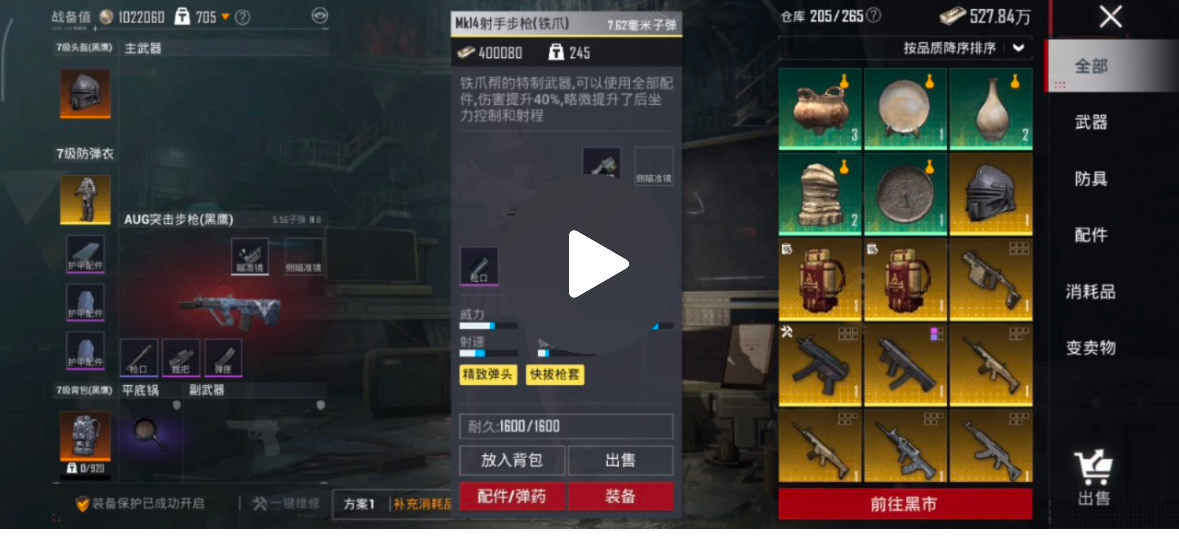 战备值 1022060 705
7级头盔(黑鹰) 主武器
7级防弹衣
AUG突击步枪(黑鹰) 5.56子弹
瞄准镜 侧瞄准镜
护甲配件
护甲配件
护甲配件
枪口 握把 弹匣
7级背包(黑鹰) 平底锅 副武器
0/920
装备保护已成功开启 一键维修 方案1 补充消耗品
Mk14射手步枪(铁爪) 7.62毫米子弹
400080 245
铁爪帮的特制武器,可以使用全部配
件,伤害提升40%,略微提升了后坐
力控制和射程
侧瞄准镜
枪口
威力
射速
精致弹头 快拔枪套
耐久:1600/1600
放入背包 出售
配件/弹药 装备
仓库 205/265 527.84万
按品质降序排序
3 1 2
2 1 1
1 1 1
1 1 1
1 1 1
前往黑市
全部
武器
防具
配件
消耗品
变卖物
出售